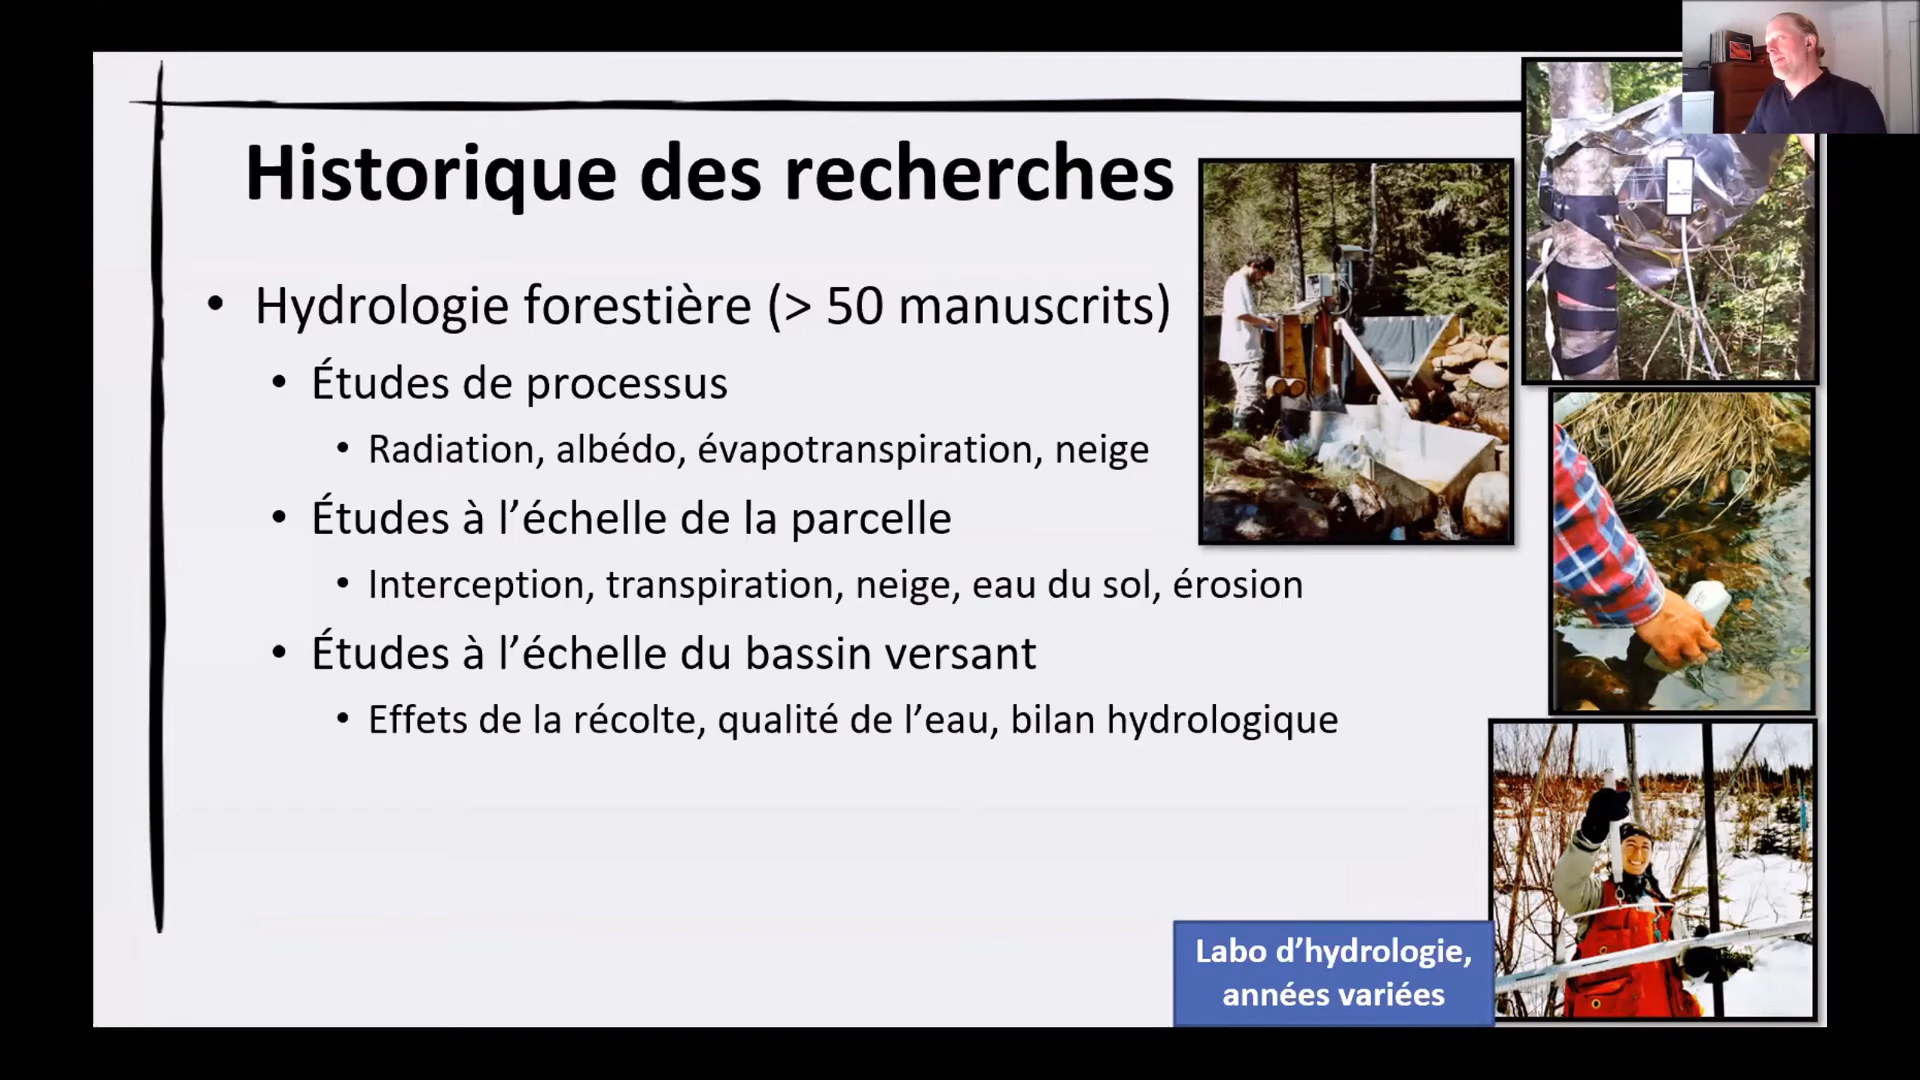 Historique des recherches
• Hydrologie forestière (> 50 manuscrits)
• Études de processus
• Radiation, albédo, évapotranspiration, neige
• Études à l’échelle de la parcelle
• Interception, transpiration, neige, eau du sol, érosion
• Études à l’échelle du bassin versant
• Effets de la récolte, qualité de l’eau, bilan hydrologique
Labo d’hydrologie,
années variées